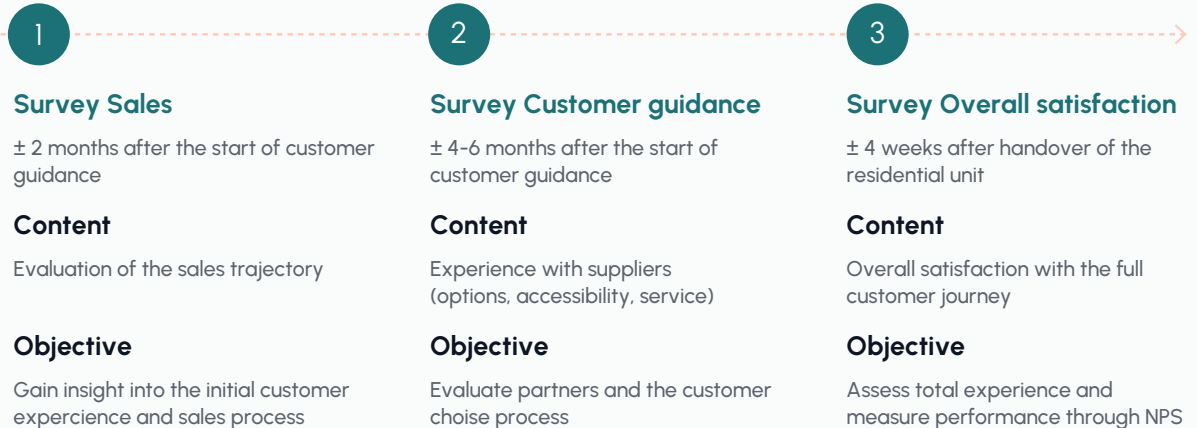 1
Survey Sales
± 2 months after the start of customer
guidance
Content
Evaluation of the sales trajectory
Objective
Gain insight into the initial customer
expercience and sales process
2
Survey Customer guidance
± 4-6 months after the start of
customer guidance
Content
Experience with suppliers
(options, accessibility, service)
Objective
Evaluate partners and the customer
choise process
3
Survey Overall satisfaction
± 4 weeks after handover of the
residential unit
Content
Overall satisfaction with the full
customer journey
Objective
Assess total experience and
measure performance through NPS